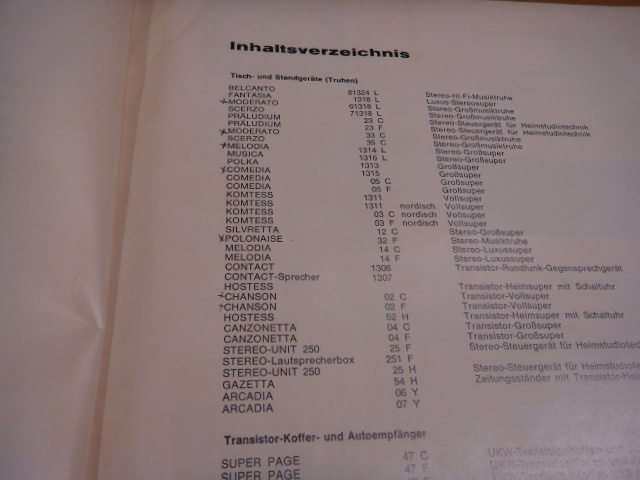 Inhaltsverzeichnis
Tisch- und Standgeräte (Truhen)
BELCANTO 81324 L Stereo-Hi-Fi-Musiktruhe
FANTASIA 1318 L Luxus-Stereosuper
MODERATO 61318 L Stereo-Großmusiktruhe
SCERZO 71318 L Stereo-Großmusiktruhe
PRÄLUDIUM 23 C Stereo-Steuergerät für Heimstudiotechnik
PRÄLUDIUM 23 F Stereo-Steuergerät für Heimstudiotechnik
MODERATO 33 C Stereo-Großmusiktruhe
SCERZO 35 C Stereo-Großmusiktruhe
MELODIA 1314 L Stereo-Großsuper
MUSICA 1316 L Stereo-Großsuper
POLKA 1313 Großsuper
COMEDIA 1315 Großsuper
COMEDIA 05 C Großsuper
COMEDIA 05 F Großsuper
KOMTESS 1311 Vollsuper
KOMTESS 1311 nordisch Vollsuper
KOMTESS 03 C nordisch Vollsuper
KOMTESS 03 F nordisch Vollsuper
SILVRETTA 12 C Stereo-Großsuper
POLONAISE 32 F Stereo-Musiktruhe
MELODIA 14 C Stereo-Luxussuper
MELODIA 14 F Stereo-Luxussuper
CONTACT 1306 Transistor-Rundfunk-Gegensprechgerät
CONTACT-Sprecher 1307
HOSTESS Transistor-Heimsuper mit Schaltuhr
CHANSON 02 C Transistor-Vollsuper
CHANSON 02 F Transistor-Vollsuper
HOSTESS 52 H Transistor-Heimsuper mit Schaltuhr
CANZONETTA 04 C Transistor-Großsuper
CANZONETTA 04 F Transistor-Großsuper
STEREO-UNIT 250 25 F Stereo-Steuergerät für Heimstudiotec
STEREO-Lautsprecherbox 251 F
STEREO-UNIT 250 25 H Stereo-Steuergerät für Heimstudiote
GAZETTA 54 H Zeitungsständer mit Transistor-Hei
ARCADIA 06 Y
ARCADIA 07 Y
Transistor-Koffer- und Autoempfänger
SUPER PAGE 47 C UKW-Transistor-Koffer- und
SUPER PAGE 47 F